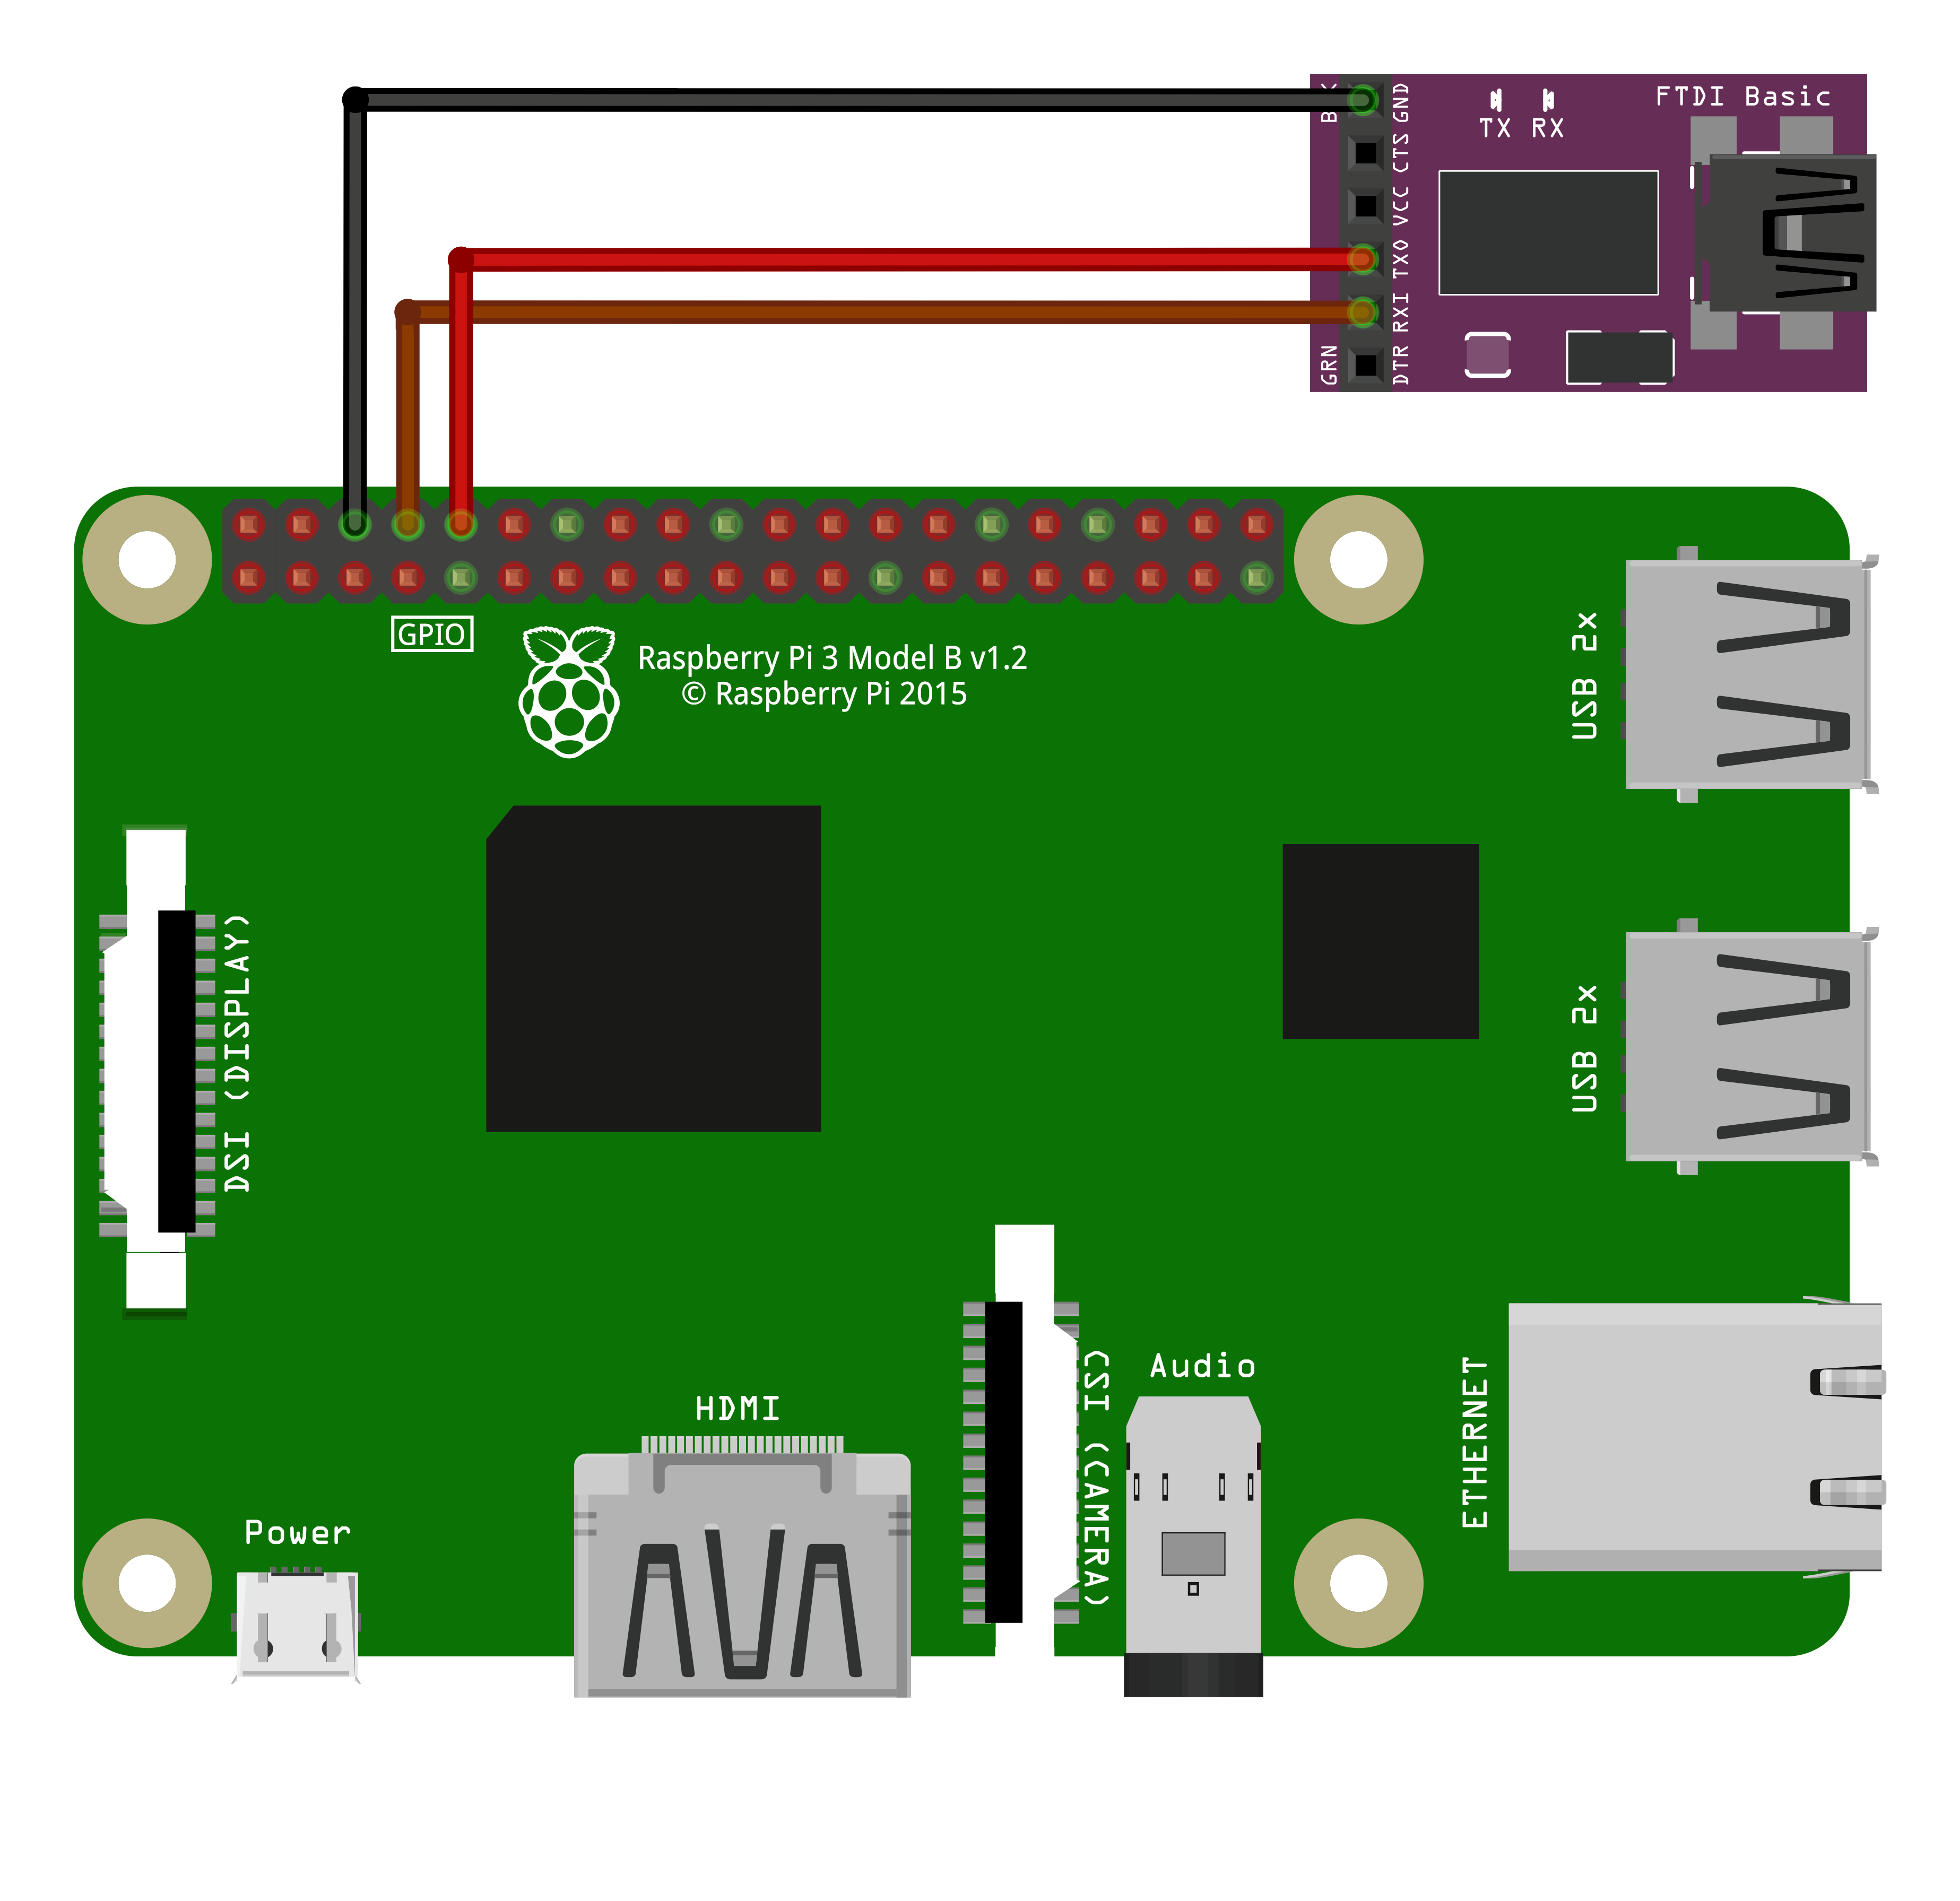 FTDI Basic
TX RX
GND
CTS
VCC
TXO
RXI
DTR
GRN
GPIO
Raspberry Pi 3 Model B v1.2
© Raspberry Pi 2015
USB 2x
USB 2x
DSI (DISPLAY)
Audio
CSI (CAMERA)
ETHERNET
HDMI
Power